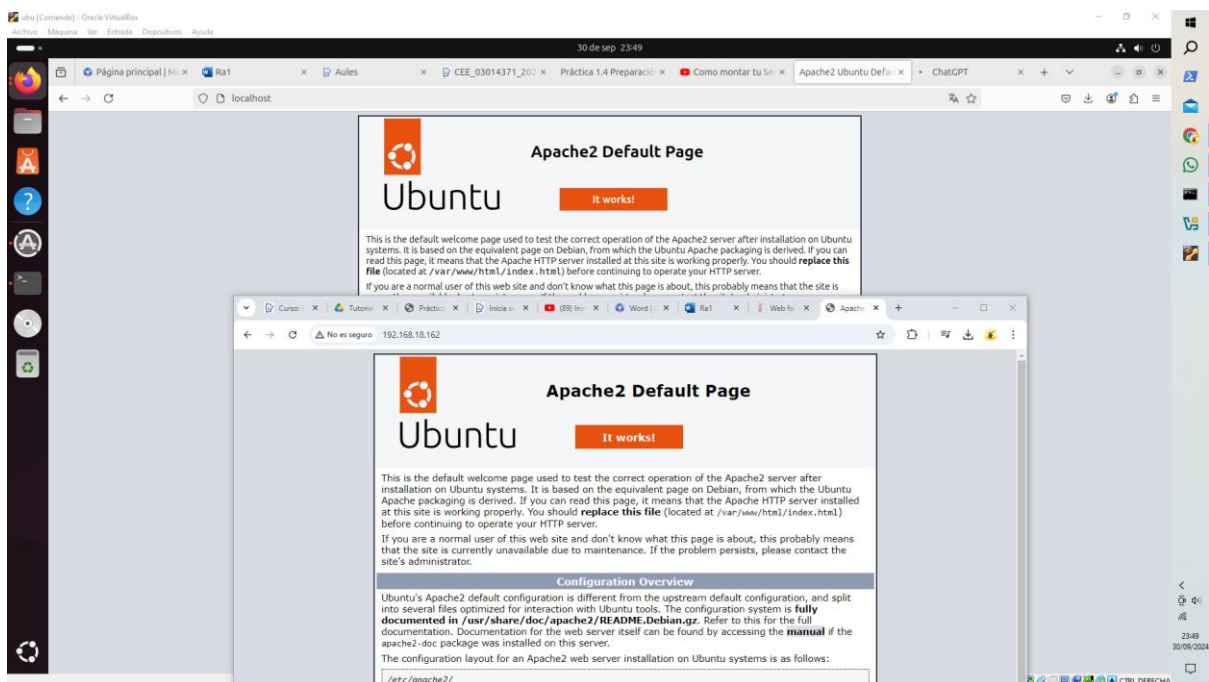 ubu [Corriendo] - Oracle VirtualBox
Archivo Máquina Ver Entrada Dispositivos Ayuda
30 de sep 23:49
Página principal | Mi
Ra1
Aules
CEE_03014371_202
Práctica 1.4 Preparació
Como montar tu Ser
Apache2 Ubuntu Defau
ChatGPT
localhost
Apache2 Default Page
Ubuntu
It works!
This is the default welcome page used to test the correct operation of the Apache2 server after installation on Ubuntu
systems. It is based on the equivalent page on Debian, from which the Ubuntu Apache packaging is derived. If you can
read this page, it means that the Apache HTTP server installed at this site is working properly. You should replace this
file (located at /var/www/html/index.html) before continuing to operate your HTTP server.
If you are a normal user of this web site and don't know what this page is about, this probably means that the site is
Curso:
Tutorial
Práctic
Inicia s
(89) Ins
Word |
Ra1
Web fo
Apache
No es seguro 192.168.18.162
Apache2 Default Page
Ubuntu
It works!
This is the default welcome page used to test the correct operation of the Apache2 server after
installation on Ubuntu systems. It is based on the equivalent page on Debian, from which the Ubuntu
Apache packaging is derived. If you can read this page, it means that the Apache HTTP server installed
at this site is working properly. You should replace this file (located at /var/www/html/index.html)
before continuing to operate your HTTP server.
If you are a normal user of this web site and don't know what this page is about, this probably means
that the site is currently unavailable due to maintenance. If the problem persists, please contact the
site's administrator.
Configuration Overview
Ubuntu's Apache2 default configuration is different from the upstream default configuration, and split
into several files optimized for interaction with Ubuntu tools. The configuration system is fully
documented in /usr/share/doc/apache2/README.Debian.gz. Refer to this for the full
documentation. Documentation for the web server itself can be found by accessing the manual if the
apache2-doc package was installed on this server.
The configuration layout for an Apache2 web server installation on Ubuntu systems is as follows:
/etc/apache2/
23:49
30/09/2024
CTRL DERECHA